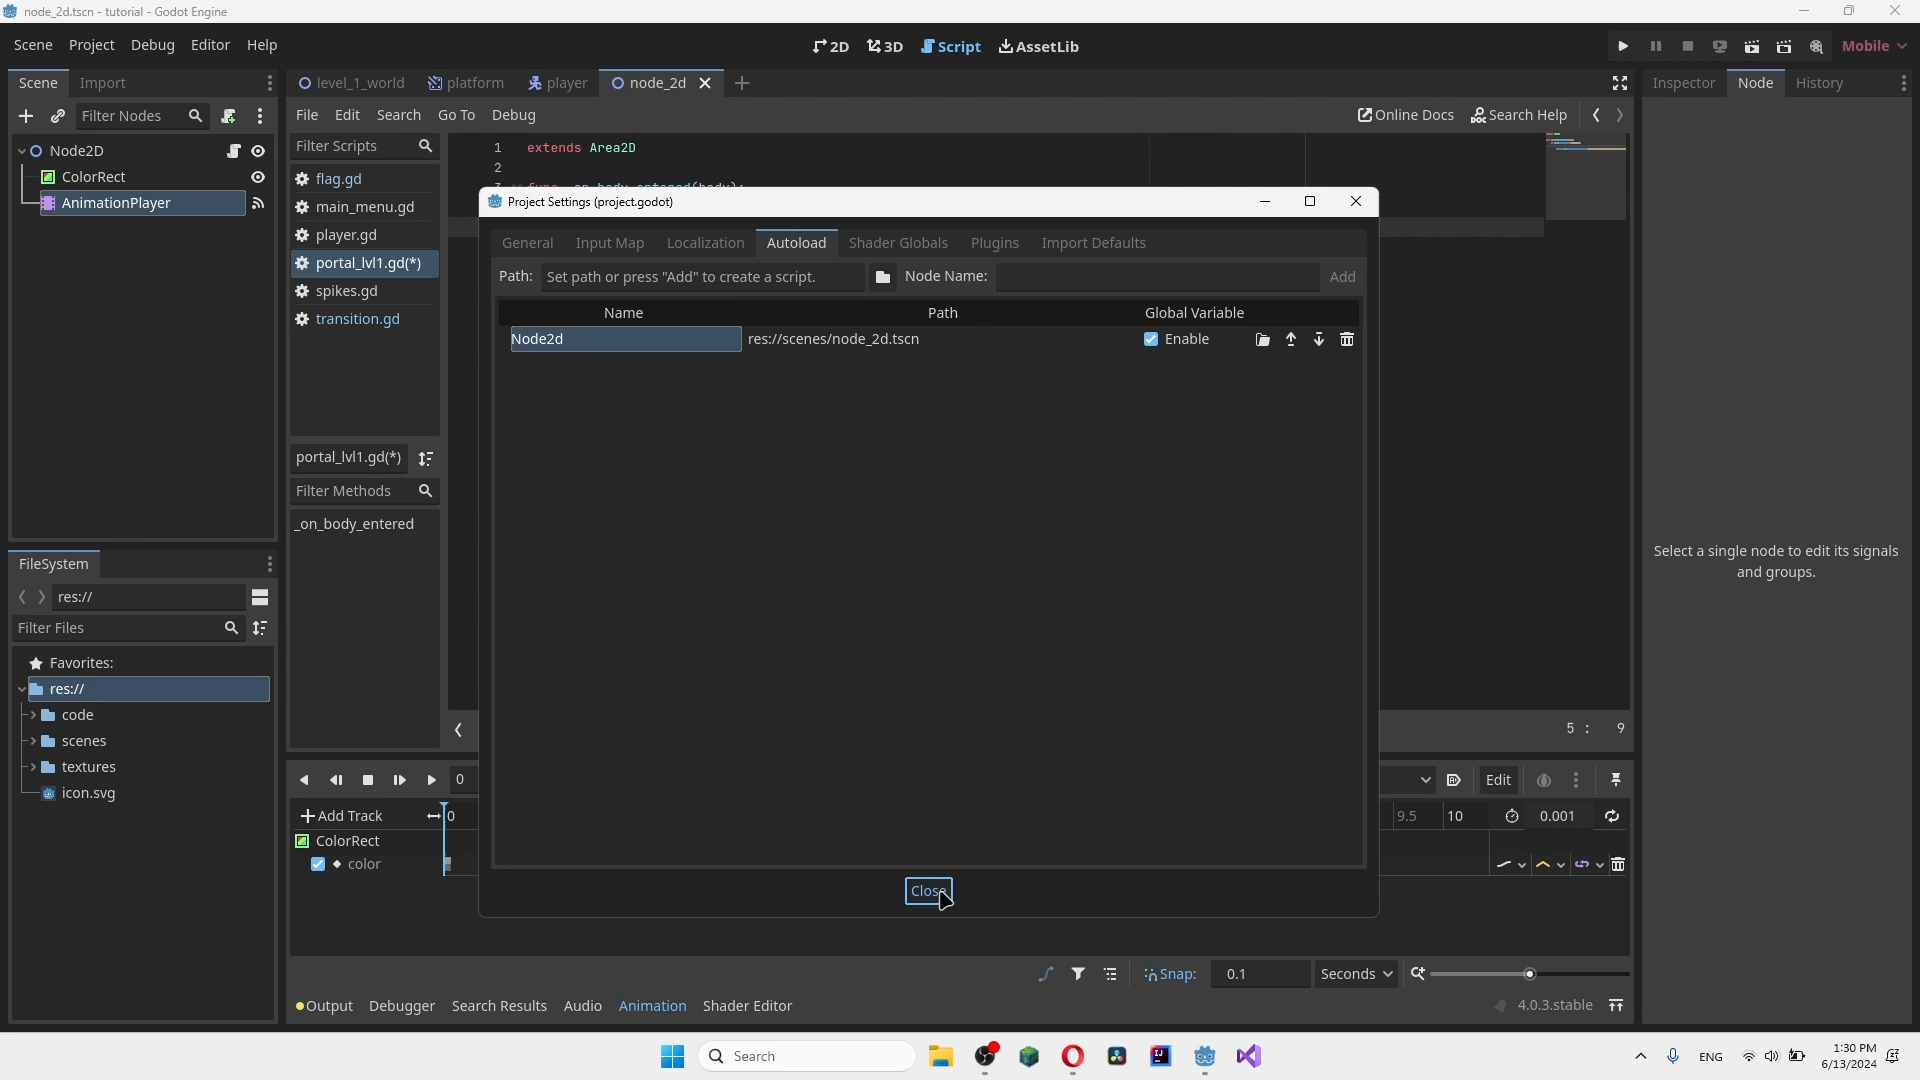 node_2d.tscn - tutorial - Godot Engine
Scene Project Debug Editor Help
2D 3D Script AssetLib
Mobile
Scene Import
level_1_world platform player node_2d
Inspector Node History
Filter Nodes
File Edit Search Go To Debug
Online Docs Search Help
Node2D
ColorRect
AnimationPlayer
Filter Scripts
flag.gd
main_menu.gd
player.gd
portal_lvl1.gd(*)
spikes.gd
transition.gd
portal_lvl1.gd(*)
Filter Methods
_on_body_entered
1 extends Area2D
2
Project Settings (project.godot)
General Input Map Localization Autoload Shader Globals Plugins Import Defaults
Path: Set path or press "Add" to create a script. Node Name: Add
Name Path Global Variable
Node2d res://scenes/node_2d.tscn Enable
Close
Select a single node to edit its signals
and groups.
FileSystem
res://
Filter Files
Favorites:
res://
code
scenes
textures
icon.svg
5 : 9
0
Edit
Add Track
0
9.5 10 0.001
ColorRect
color
Snap: 0.1 Seconds
Output Debugger Search Results Audio Animation Shader Editor
4.0.3.stable
Search
ENG
1:30 PM
6/13/2024